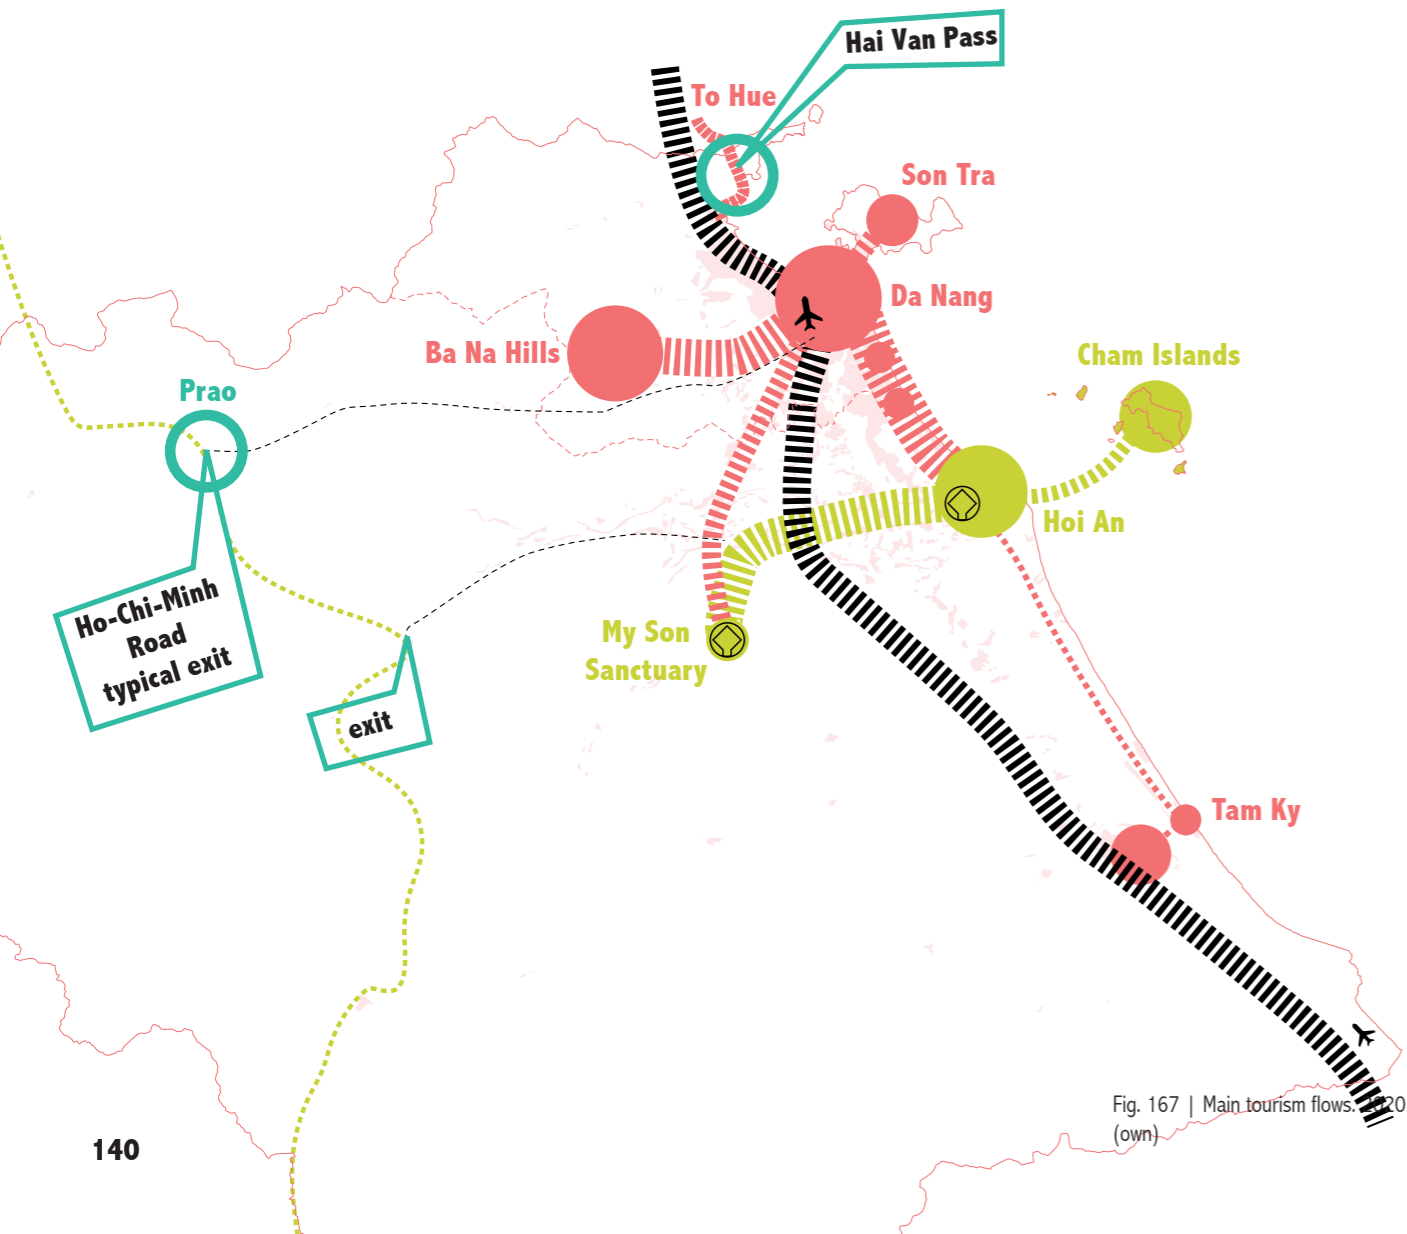 Hai Van Pass
To Hue
Son Tra
Da Nang
Ba Na Hills
Cham Islands
Prao
Hoi An
Ho-Chi-Minh
Road
typical exit
My Son
Sanctuary
exit
Tam Ky
Fig. 167 | Main tourism flows. 2020
(own)
140